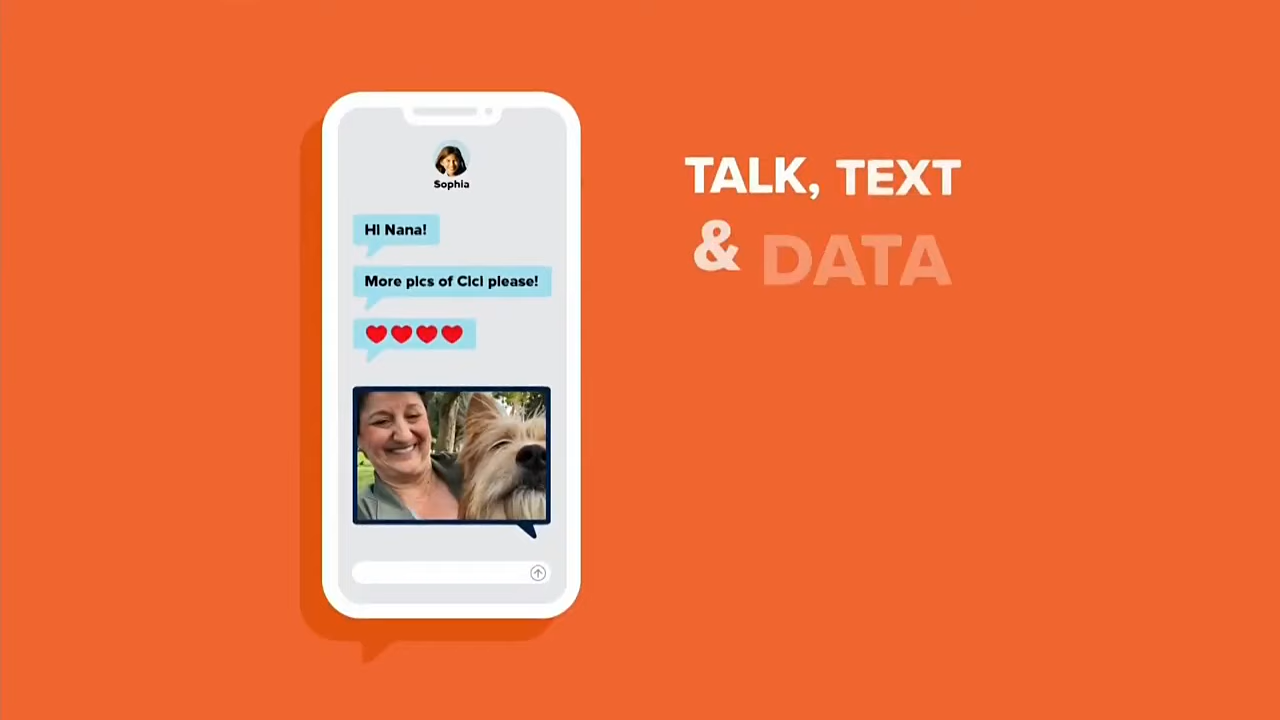 Sophia
Hi Nana!
More pics of Cici please!
TALK, TEXT
& DATA